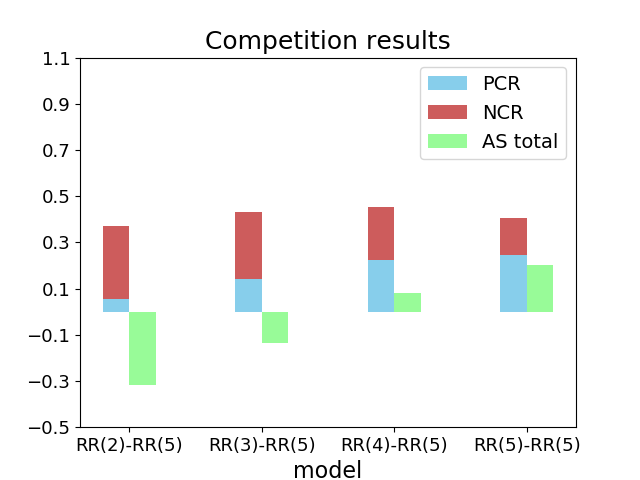 Competition results
1.1
0.9
0.7
0.5
0.3
0.1
−0.1
−0.3
−0.5
PCR
NCR
AS total
RR(2)-RR(5) RR(3)-RR(5) RR(4)-RR(5) RR(5)-RR(5)
model